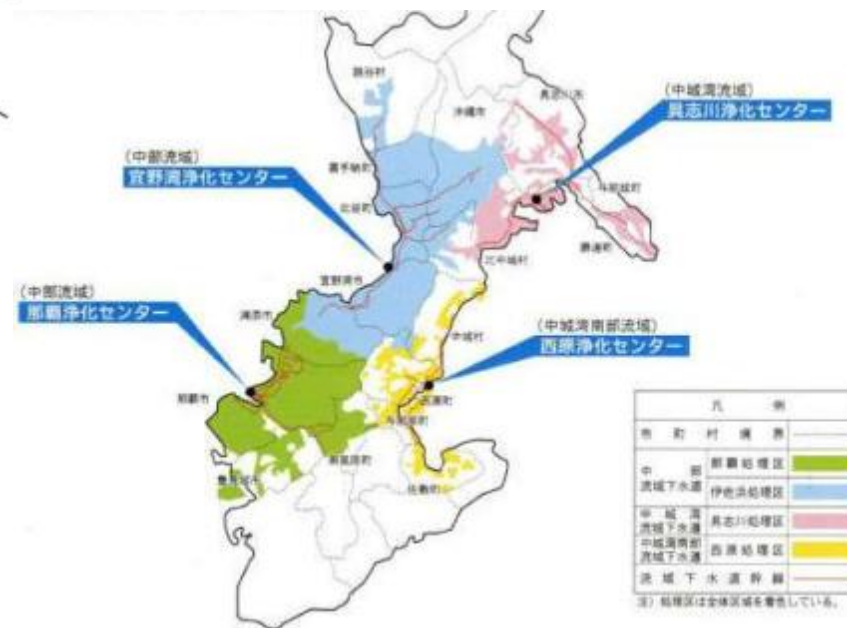 読谷村
沖縄市
具志川市
(中城湾流域)
具志川浄化センター
嘉手納町
与那城町
(中部流域)
宜野湾浄化センター
北谷町
勝連町
北中城村
宜野湾市
(中部流域)
那覇浄化センター
浦添市
中城村
(中城湾南部流域)
西原浄化センター
那覇市
西原町
与那原町
南風原町
豊見城市
佐敷町
凡 例
市 町 村 境 界
中 部
流域下水道
那覇処理区
伊佐浜処理区
中 城 湾
流域下水道
具志川処理区
中城湾南部
流域下水道
西原処理区
流域下水道幹線
注）処理区は全体区域を着色している。